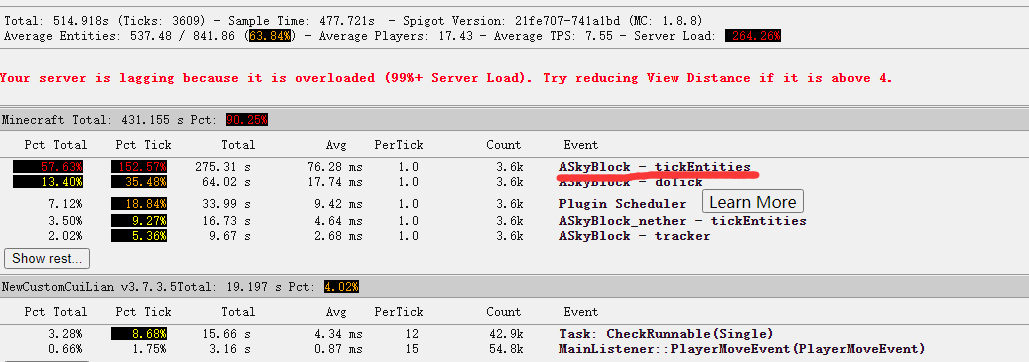 Total: 514.918s (Ticks: 3609) - Sample Time: 477.721s - Spigot Version: 21fe707-741a1bd (MC: 1.8.8)
Average Entities: 537.48 / 841.86 (63.84%) - Average Players: 17.43 - Average TPS: 7.55 - Server Load: 264.26%
Your server is lagging because it is overloaded (99%+ Server Load). Try reducing View Distance if it is above 4.
Minecraft Total: 431.155 s Pct: 90.25%
Pct Total Pct Tick Total Avg PerTick Count Event
57.63% 152.57% 275.31 s 76.28 ms 1.0 3.6k ASkyBlock - tickEntities
13.40% 35.48% 64.02 s 17.74 ms 1.0 3.6k ASkyBlock - doTick
7.12% 18.84% 33.99 s 9.42 ms 1.0 3.6k Plugin Scheduler Learn More
3.50% 9.27% 16.73 s 4.64 ms 1.0 3.6k ASkyBlock_nether - tickEntities
2.02% 5.36% 9.67 s 2.68 ms 1.0 3.6k ASkyBlock - tracker
Show rest...
NewCustomCuiLian v3.7.3.5Total: 19.197 s Pct: 4.02%
Pct Total Pct Tick Total Avg PerTick Count Event
3.28% 8.68% 15.66 s 4.34 ms 12 42.9k Task: CheckRunnable(Single)
0.66% 1.75% 3.16 s 0.87 ms 15 54.8k MainListener::PlayerMoveEvent(PlayerMoveEvent)